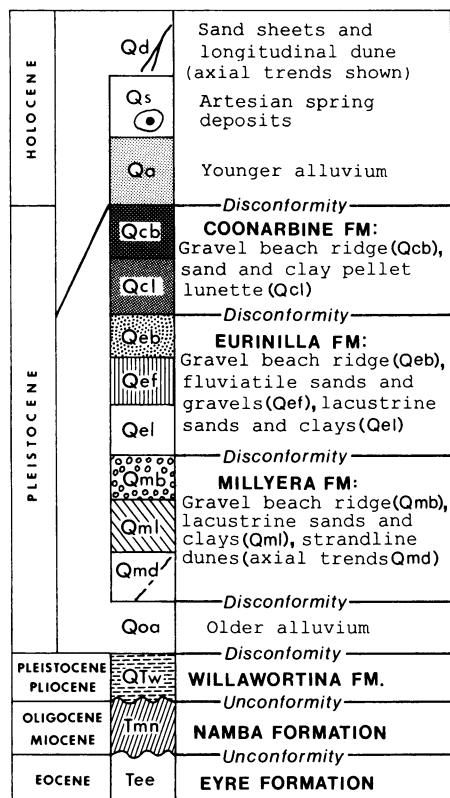 HOLOCENE
Qd
Sand sheets and
longitudinal dune
(axial trends shown)
Qs
Artesian spring
deposits
Qa
Younger alluvium
Disconformity
PLEISTOCENE
Qcb
COONARBINE FM:
Gravel beach ridge(Qcb),
sand and clay pellet
Qcl
lunette(Qcl)
Disconformity
Qeb
EURINILLA FM:
Gravel beach ridge(Qeb),
Qef
fluviatile sands and
gravels(Qef), lacustrine
Qel
sands and clays(Qel)
Disconformity
Qmb
MILLYERA FM:
Gravel beach ridge(Qmb),
Qml
lacustrine sands and
clays(Qml), strandline
dunes(axial trends Qmd)
Qmd
Disconformity
Qoa
Older alluvium
Disconfomity
PLEISTOCENE
PLIOCENE
QTw
WILLAWORTINA FM.
Unconformity
OLIGOCENE
MIOCENE
Tmn
NAMBA FORMATION
Unconformity
EOCENE
Tee
EYRE FORMATION